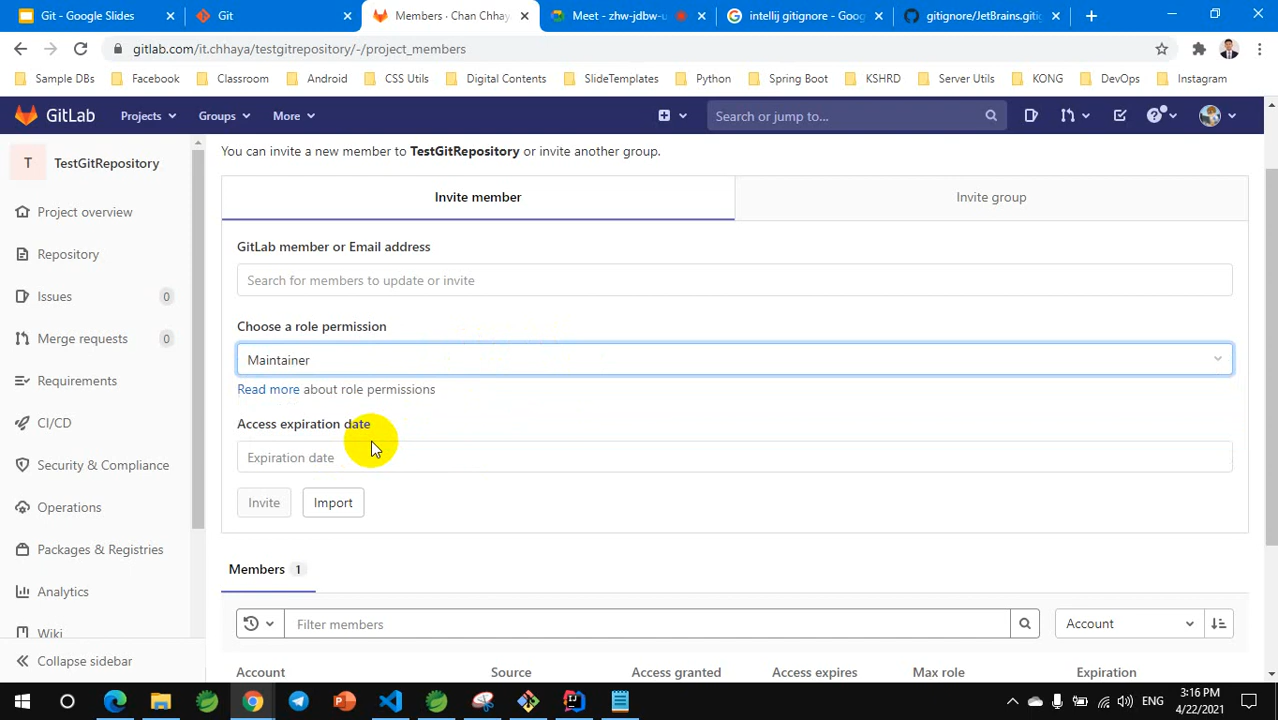 Git - Google Slides
Git
Members · Chan Chhay
Meet - zhw-jdbw-u
intellij gitignore - Goog
gitignore/JetBrains.giti
gitlab.com/it.chhaya/testgitrepository/-/project_members
Sample DBs
Facebook
Classroom
Android
CSS Utils
Digital Contents
SlideTemplates
Python
Spring Boot
KSHRD
Server Utils
KONG
DevOps
Instagram
GitLab
Projects
Groups
More
Search or jump to...
T
TestGitRepository
Project overview
Repository
Issues
0
Merge requests
0
Requirements
CI/CD
Security & Compliance
Operations
Packages & Registries
Analytics
Wiki
Collapse sidebar
You can invite a new member to TestGitRepository or invite another group.
Invite member
Invite group
GitLab member or Email address
Search for members to update or invite
Choose a role permission
Maintainer
Read more about role permissions
Access expiration date
Expiration date
Invite
Import
Members 1
Filter members
Account
Account
Source
Access granted
Access expires
Max role
Expiration
ENG
3:16 PM
4/22/2021